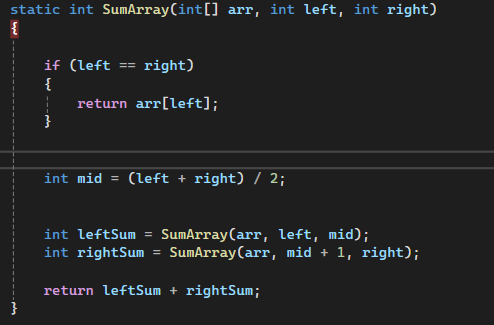 static int SumArray(int[] arr, int left, int right)
{
if (left == right)
{
return arr[left];
}
int mid = (left + right) / 2;
int leftSum = SumArray(arr, left, mid);
int rightSum = SumArray(arr, mid + 1, right);
return leftSum + rightSum;
}